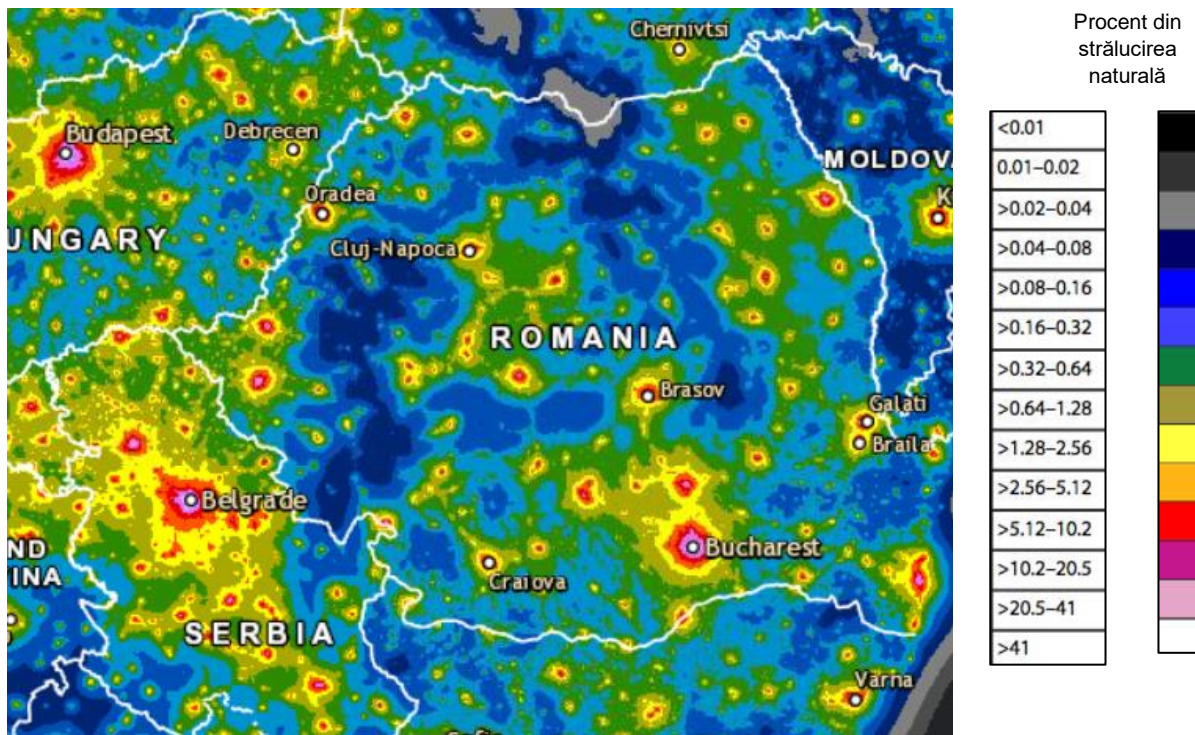 Chernivtsi
Budapest
Debrecen
MOLDOV
Oradea
UNGARY
Cluj-Napoca
ROMANIA
Brasov
Galati
Braila
Belgrade
Bucharest
ND
INA
Craiova
SERBIA
Varna
Procent din
strălucirea
naturală
<0.01
0.01–0.02
>0.02–0.04
>0.04–0.08
>0.08–0.16
>0.16–0.32
>0.32–0.64
>0.64–1.28
>1.28–2.56
>2.56–5.12
>5.12–10.2
>10.2–20.5
>20.5–41
>41